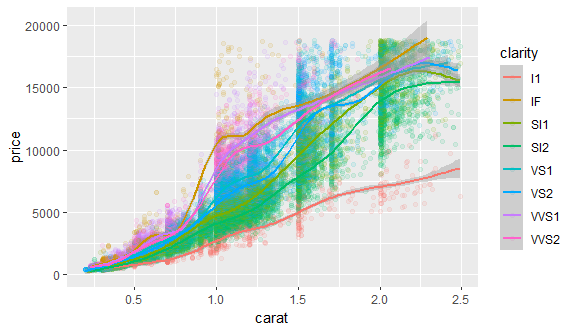 20000
15000
10000
5000
0
price
0.5 1.0 1.5 2.0 2.5
carat
clarity
I1
IF
SI1
SI2
VS1
VS2
VVS1
VVS2